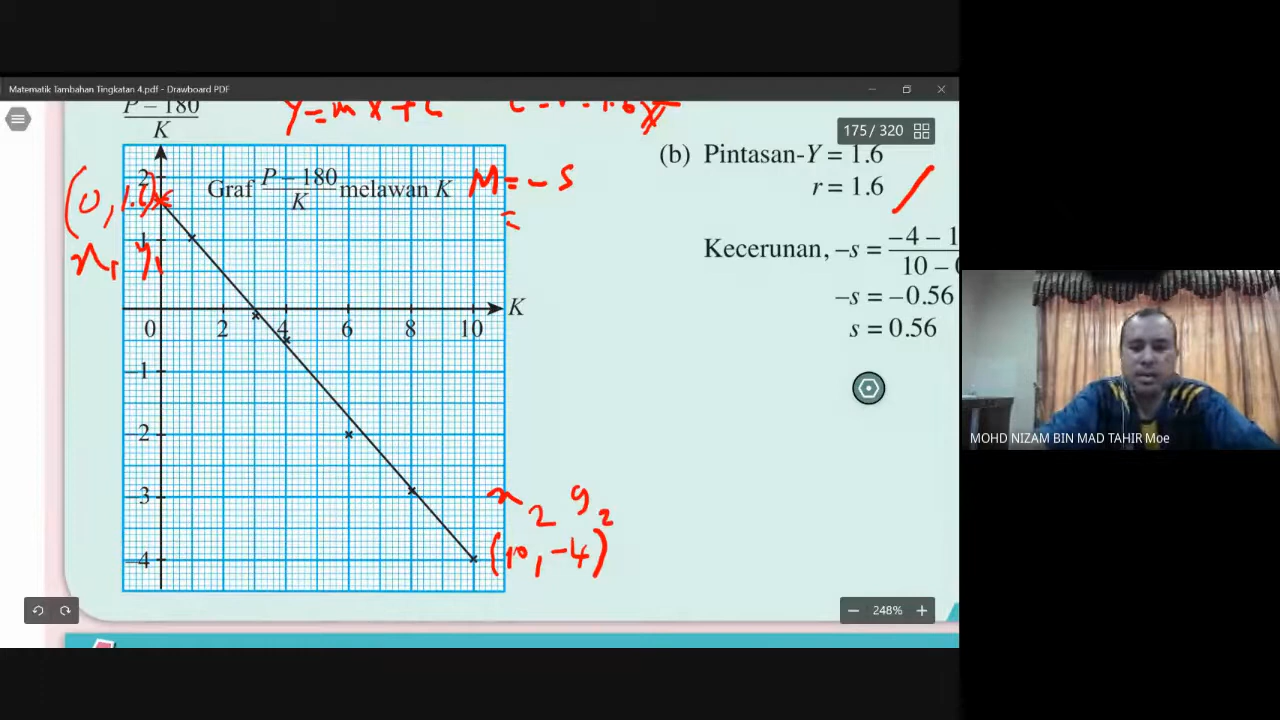 Matematik Tambahan Tingkatan 4.pdf - Drawboard PDF
P – 180
K
Y = m X + C
175 / 320
2
Graf P – 180 / K melawan K
M = - S
=
(0, 1.6)
x1 y1
1
K
0 2 4 6 8 10
–1
2
–3
–4
x2 y2
(10, -4)
(b) Pintasan-Y = 1.6
r = 1.6
Kecerunan, –s = –4 – 1
10 – 0
–s = –0.56
s = 0.56
248%
MOHD NIZAM BIN MAD TAHIR Moe